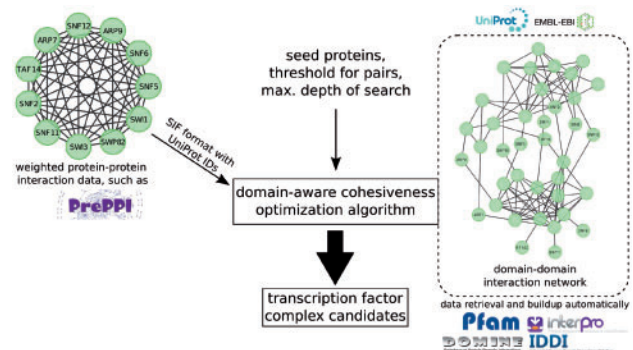 SNF12
ARP9
ARP7
SNF6
TAF14
SNF5
SNF2
SWI1
SNF11
SWP82
SWI3
weighted protein-protein
interaction data, such as
PrePPI
SIF format with
UniProt IDs
seed proteins,
threshold for pairs,
max. depth of search
domain-aware cohesiveness
optimization algorithm
transcription factor
complex candidates
UniProt EMBL-EBI
domain-domain
interaction network
data retrieval and buildup automatically
Pfam interpro
DOMINE IDDI